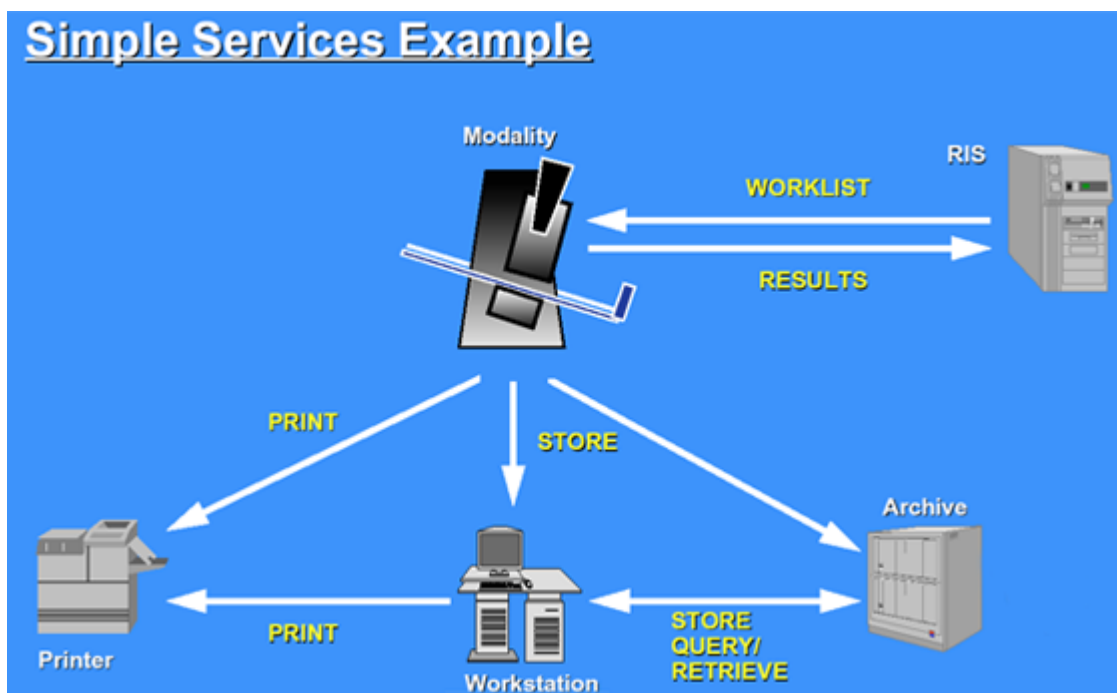 Simple Services Example
Modality
RIS
WORKLIST
RESULTS
PRINT
STORE
Archive
PRINT
STORE
QUERY/
RETRIEVE
Printer
Workstation